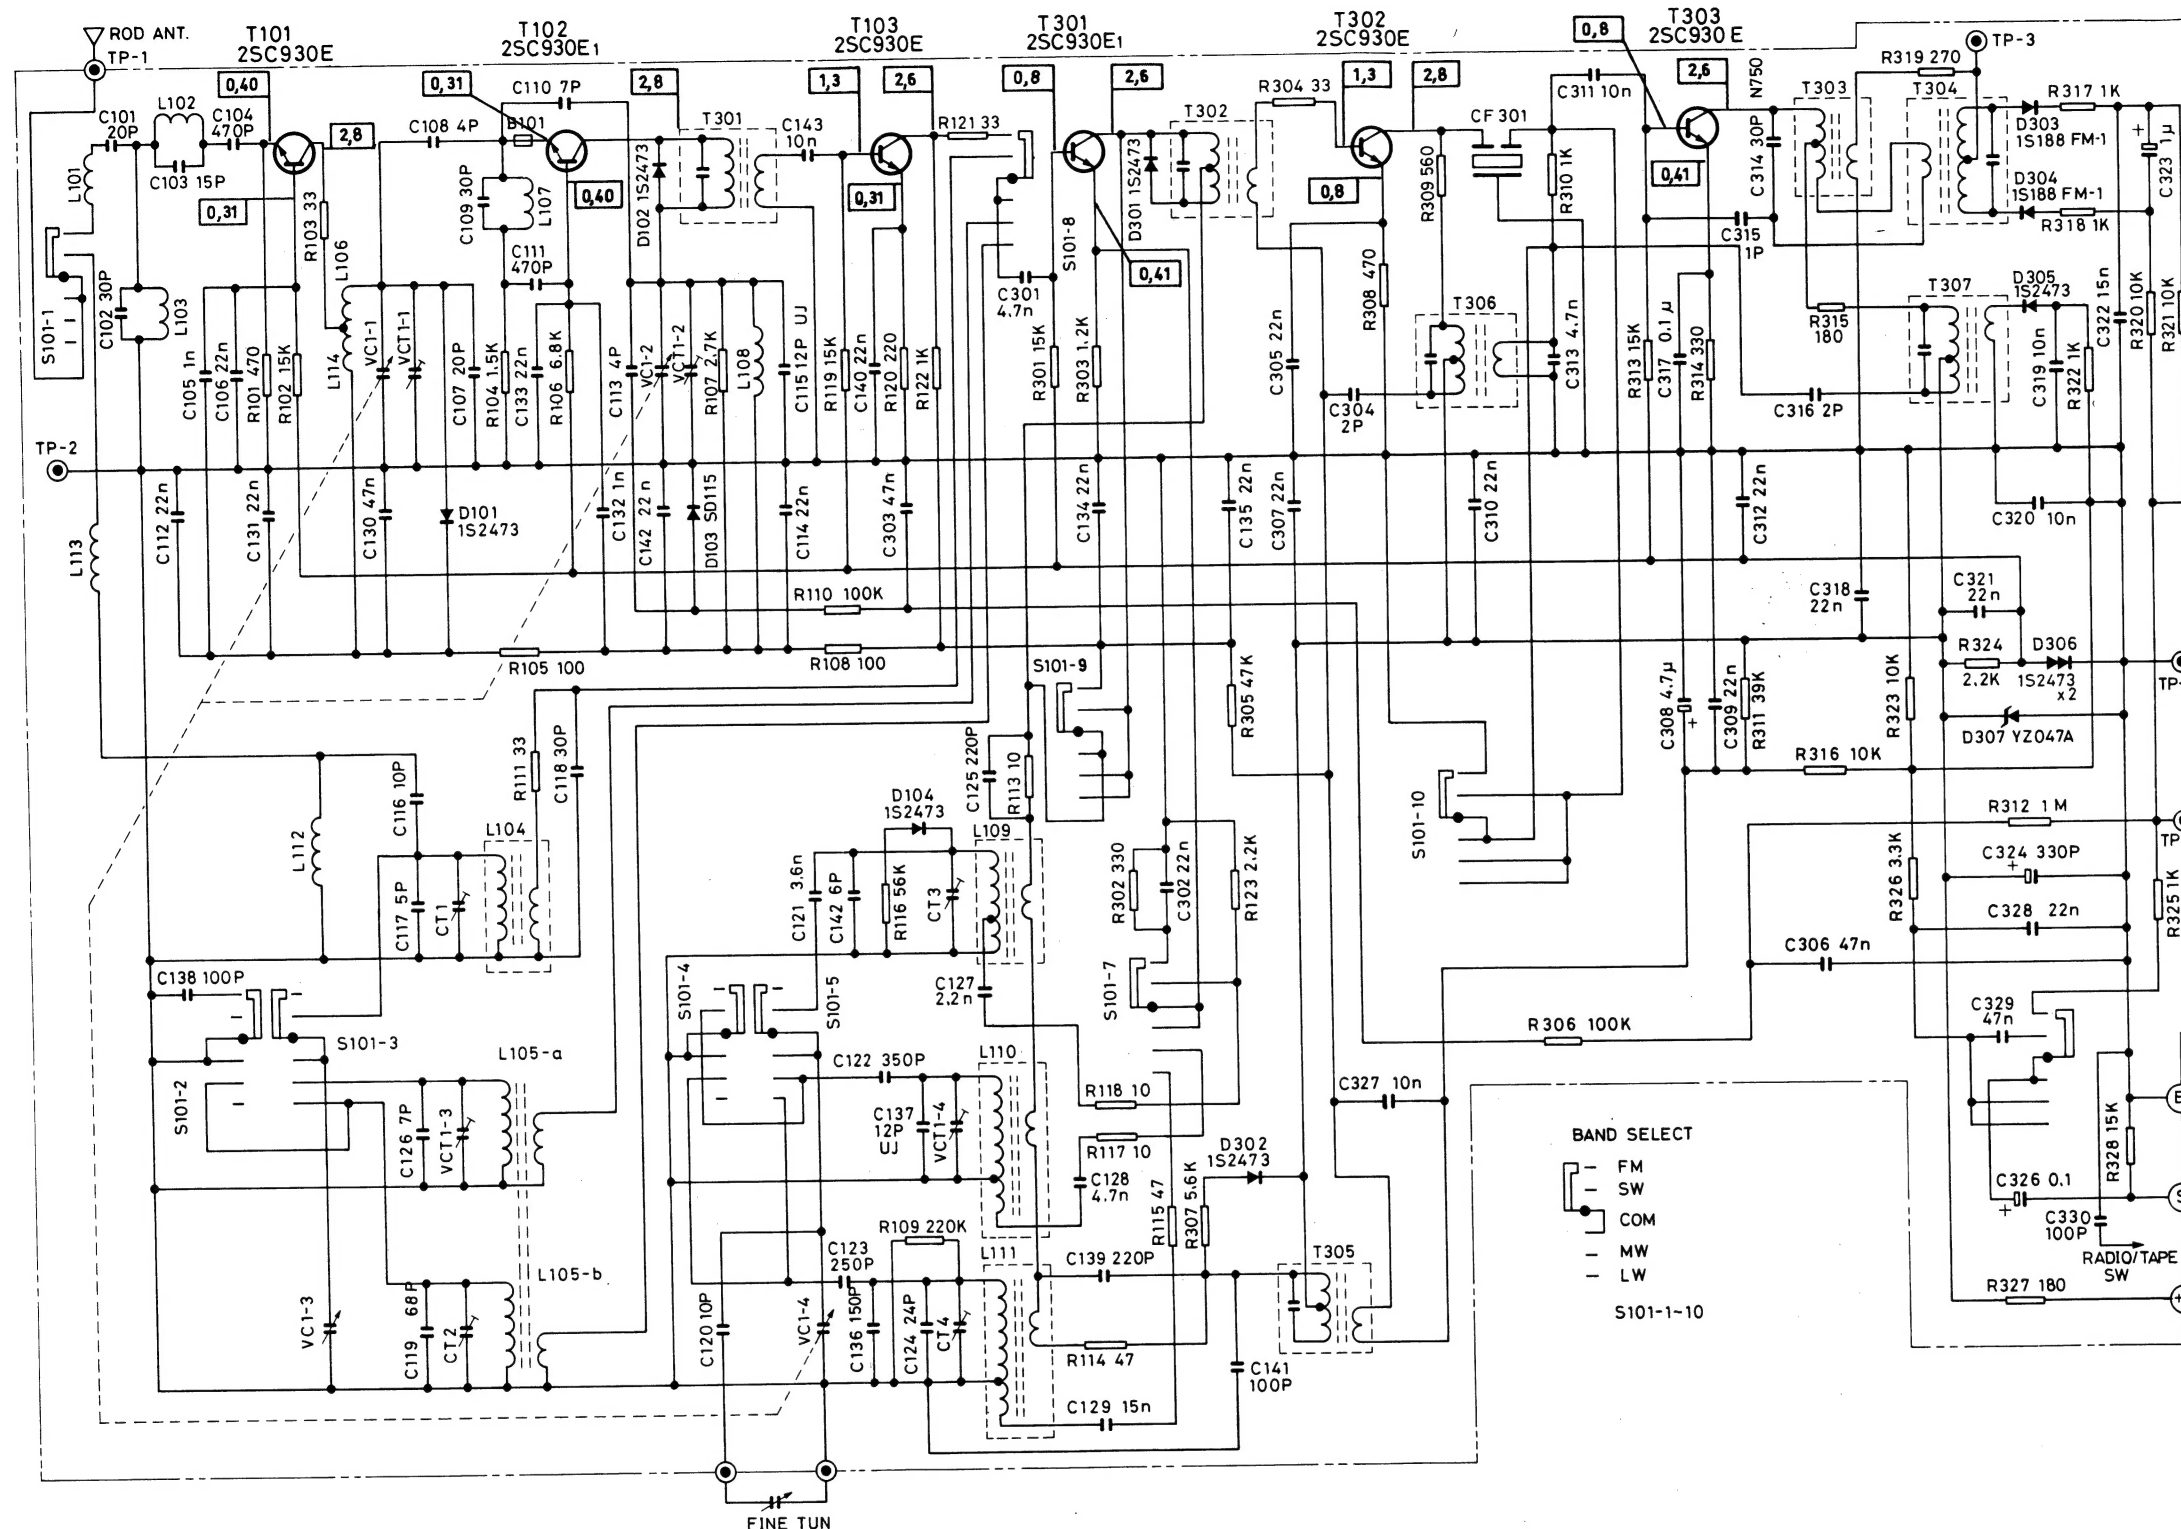 ROD ANT.
TP-1
T101
2SC930E
T102
2SC930E1
T103
2SC930E
T301
2SC930E1
T302
2SC930E
T303
2SC930 E
TP-3
0,40
0,31
C110 7P
2,8
1,3
2,6
0,8
2,6
R304 33
1,3
2,8
0,8
C311 10n
2,6
N750
R319 270
T303
T304
R317 1K
C101
20P
L102
C104
470P
C103 15P
2,8
C108 4P
B101
T301
C143
10n
R121 33
T302
CF 301
D303
1S188 FM-1
D304
1S188 FM-1
R318 1K
C323 1µ
+
L101
0,31
R103 33
L106
C109 30P
L107
0,40
D102 1S2473
0,31
S101-8
D301 1S2473
0,41
0,8
R309 560
R310 1K
0,41
C314 30P
C315
1P
S101-1
C102 30P
L103
L114
VC1-1
VCT1-1
C111
470P
C301
4.7n
R308 470
T306
T307
D305
1S2473
R315
180
C105 1n
C106 22n
R101 470
R102 15K
C107 20P
R104 1.5K
C133 22n
R106 6.8K
C113 4P
VC1-2
VCT1-2
R107 2.7K
L108
C115 12P UJ
R119 15K
C140 22n
R120 220
R122 1K
R301 15K
R303 1.2K
C305 22n
C304
2P
C313 4.7n
R313 15K
C317 0.1 µ
R314 330
C316 2P
C319 10n
R322 1K
C322 15n
R320 10K
R321 10K
TP-2
L113
C112 22n
C131 22n
C130 47n
D101
1S2473
C132 1n
C142 22 n
D103 SD115
C114 22n
C303 47n
C134 22n
C135 22n
C307 22n
C310 22n
C312 22n
C320 10n
R110 100K
R105 100
R108 100
C318
22n
C321
22n
R324
2.2K
D306
1S2473
x2
TP-
S101-9
R305 47K
C308 4.7µ
+
C309 22n
R311 39K
R323 10K
D307 YZ047A
R316 10K
R111 33
C118 30P
C125 220P
R113 10
C116 10P
L112
L104
D104
1S2473
L109
S101-10
R312 1 M
TP
C324 330P
+
C117 5P
CT1
C121 3.6n
C142 6P
R116 56K
CT3
R302 330
C302 22n
R123 2.2K
R326 3.3K
R325 1K
C328 22n
C306 47n
C138 100P
S101-3
S101-2
S101-4
S101-5
C127
2.2n
S101-7
R306 100K
C329
47n
L105-a
C122 350P
L110
C126 7P
VCT1-3
C137
12P
UJ
VCT1-4
R118 10
R117 10
C128
4.7n
C327 10n
D302
1S2473
BAND SELECT
FM
SW
COM
MW
LW
S101-1~10
R328 15K
C326 0.1
+
C330
100P
RADIO/TAPE
SW
R327 180
R109 220K
R115 47
R307 5.6K
L105-b
C123
250P
L111
C139 220P
T305
VC1-3
C119 68P
CT2
C120 10P
VC1-4
C136 150P
C124 24P
CT4
R114 47
C141
100P
C129 15n
FINE TUN